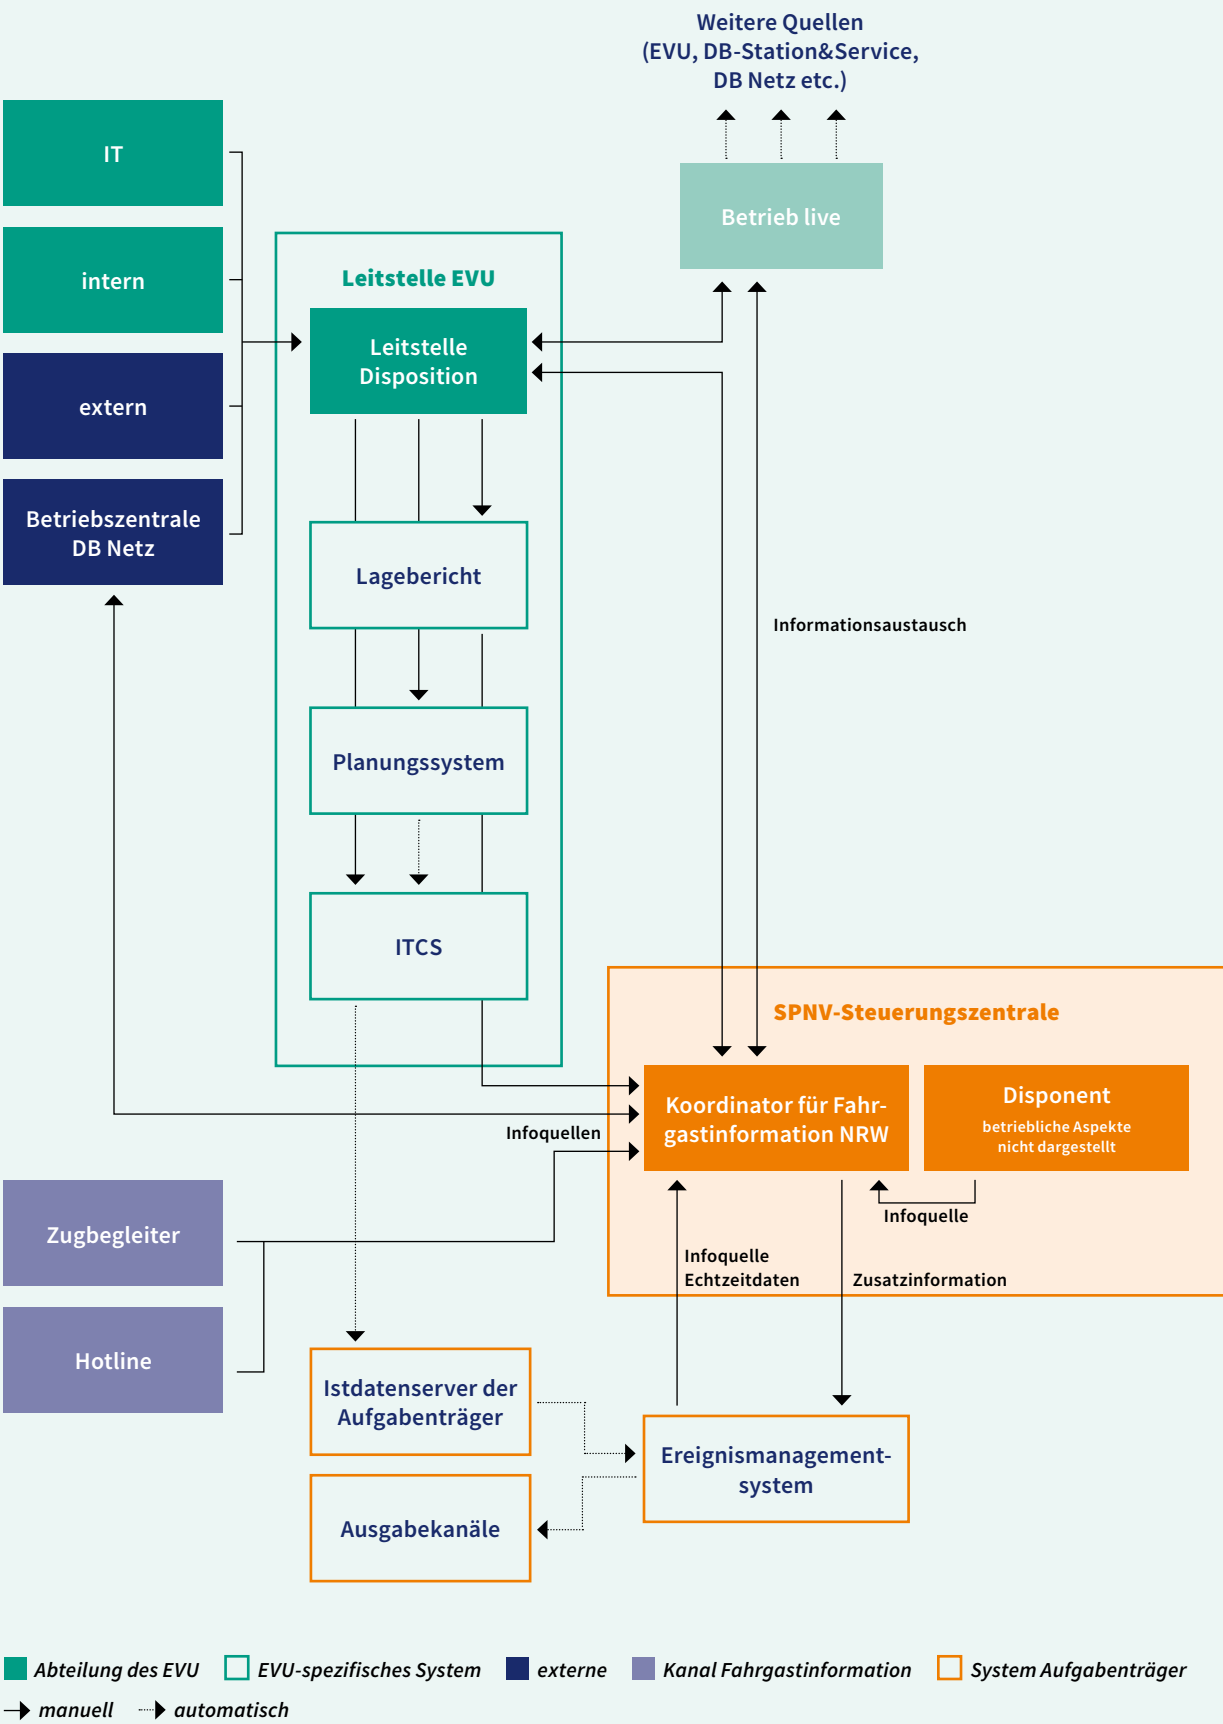 Weitere Quellen
(EVU, DB-Station&Service,
DB Netz etc.)
IT
Betrieb live
intern
Leitstelle EVU
Leitstelle
Disposition
extern
Betriebszentrale
DB Netz
Lagebericht
Informationsaustausch
Planungssystem
ITCS
SPNV-Steuerungszentrale
Koordinator für Fahr-
gastinformation NRW
Disponent
betriebliche Aspekte
nicht dargestellt
Infoquellen
Infoquelle
Zugbegleiter
Infoquelle
Echtzeitdaten
Zusatzinformation
Hotline
Istdatenserver der
Aufgabenträger
Ereignismanagement-
system
Ausgabekanäle
Abteilung des EVU EVU-spezifisches System externe Kanal Fahrgastinformation System Aufgabenträger
manuell automatisch